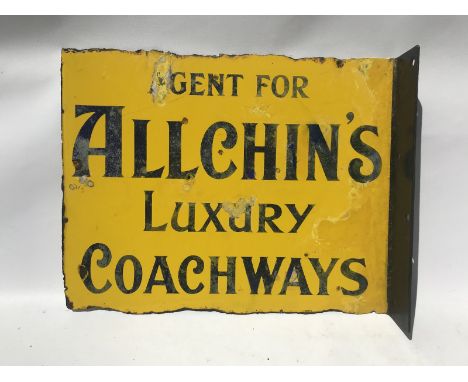 AGENT FOR
ALLCHIN'S
LUXURY
COACHWAYS